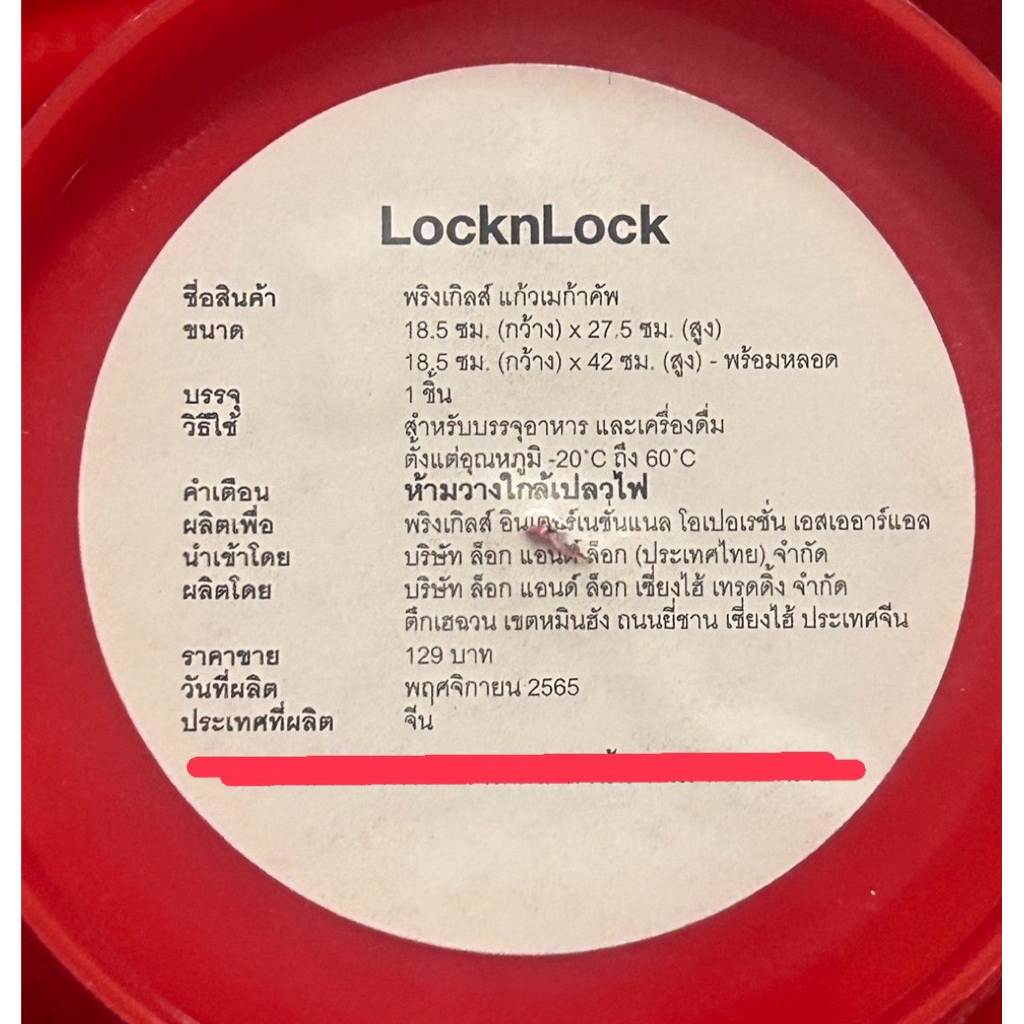 LocknLock
ชื่อสินค้า พริงเกิลส์ แก้วเมก้าคัพ
ขนาด 18.5 ซม. (กว้าง) x 27.5 ซม. (สูง)
18.5 ซม. (กว้าง) x 42 ซม. (สูง) - พร้อมหลอด
บรรจุ 1 ชิ้น
วิธีใช้ สำหรับบรรจุอาหาร และเครื่องดื่ม
ตั้งแต่อุณหภูมิ -20°C ถึง 60°C
คำเตือน ห้ามวางใกล้เปลวไฟ
ผลิตเพื่อ พริงเกิลส์ อินเตอร์เนชั่นแนล โอเปอเรชั่น เอสเออาร์แอล
นำเข้าโดย บริษัท ล็อก แอนด์ ล็อก (ประเทศไทย) จำกัด
ผลิตโดย บริษัท ล็อก แอนด์ ล็อก เซี่ยงไฮ้ เทรดดิ้ง จำกัด
ตึกเฮฉวน เขตหมินฮัง ถนนยี่ซาน เซี่ยงไฮ้ ประเทศจีน
ราคาขาย 129 บาท
วันที่ผลิต พฤศจิกายน 2565
ประเทศที่ผลิต จีน